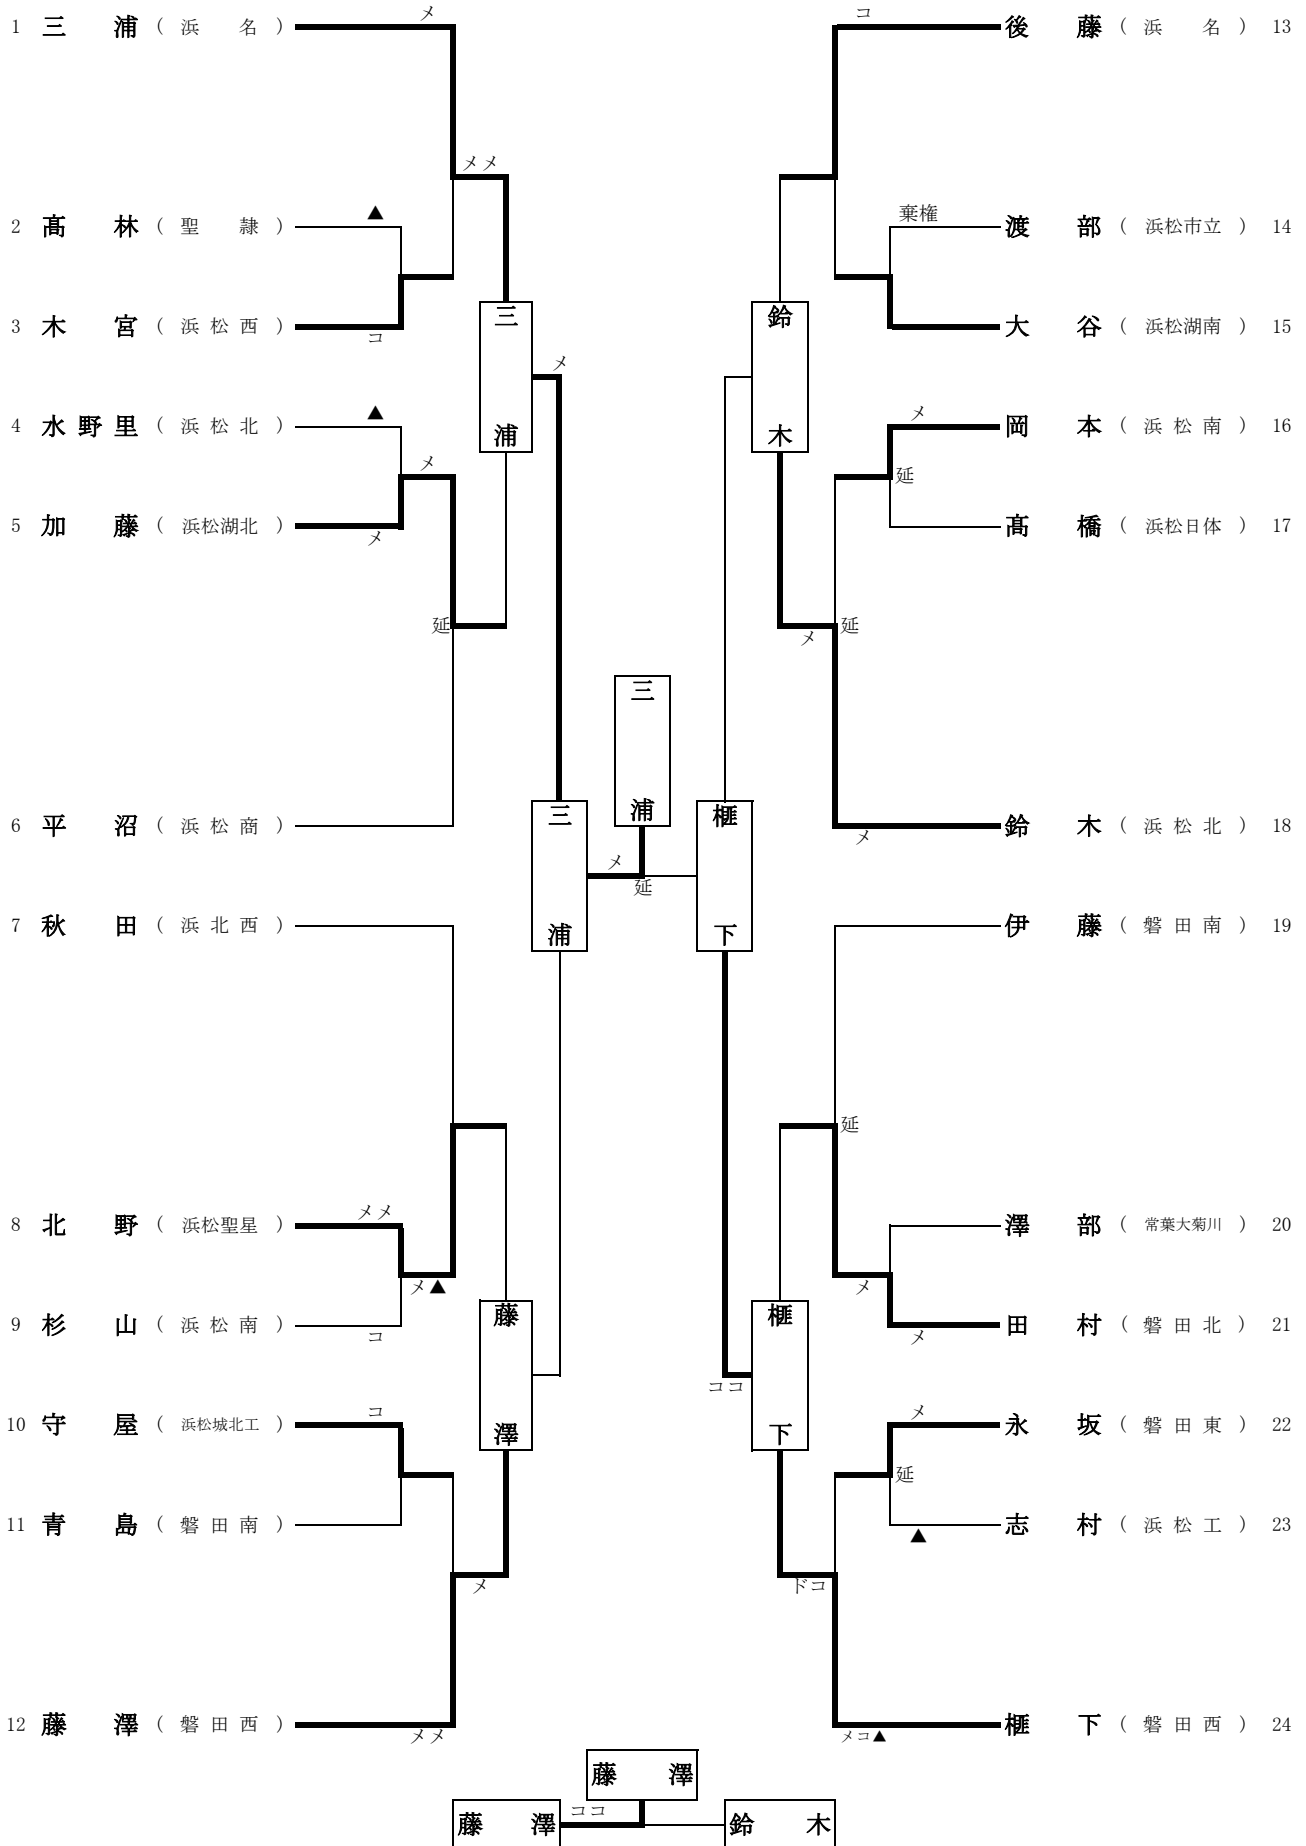 メ
コ
1 三浦 （ 浜名 ）
後藤 （ 浜名 ） 13
メメ
▲
棄権
2 髙林 （ 聖隷 ）
渡部 （ 浜松市立 ） 14
三浦
鈴木
3 木宮 （ 浜松西 ）
大谷 （ 浜松湖南 ） 15
コ
メ
▲
メ
4 水野里 （ 浜松北 ）
岡本 （ 浜松南 ） 16
メ
延
5 加藤 （ 浜松湖北 ）
髙橋 （ 浜松日体 ） 17
メ
延
メ
延
三浦
6 平沼 （ 浜松商 ）
鈴木 （ 浜松北 ） 18
メ
三浦
榧下
メ
延
7 秋田 （ 浜北西 ）
伊藤 （ 磐田南 ） 19
延
メメ
8 北野 （ 浜松聖星 ）
澤部 （ 常葉大菊川 ） 20
メ▲
メ
9 杉山 （ 浜松南 ）
田村 （ 磐田北 ） 21
コ
メ
藤澤
榧下
ココ
コ
メ
10 守屋 （ 浜松城北工 ）
永坂 （ 磐田東 ） 22
延
11 青島 （ 磐田南 ）
志村 （ 浜松工 ） 23
▲
メ
ドコ
12 藤澤 （ 磐田西 ）
榧下 （ 磐田西 ） 24
メメ
メコ▲
藤澤
藤澤
ココ
鈴木